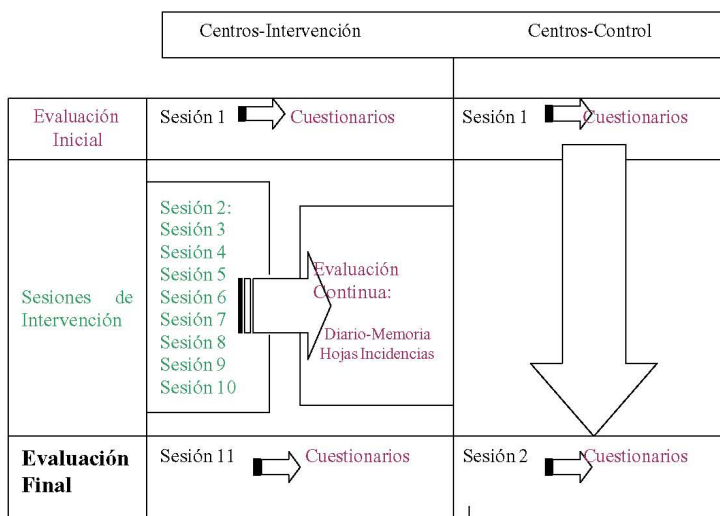 Centros-Intervención Centros-Control
Evaluación
Inicial
Sesión 1 Cuestionarios
Sesión 1 Cuestionarios
Sesiones de
Intervención
Sesión 2:
Sesión 3
Sesión 4
Sesión 5
Sesión 6
Sesión 7
Sesión 8
Sesión 9
Sesión 10
Evaluación
Continua:
Diario-Memoria
Hojas Incidencias
Evaluación
Final
Sesión 11 Cuestionarios
Sesión 2 Cuestionarios